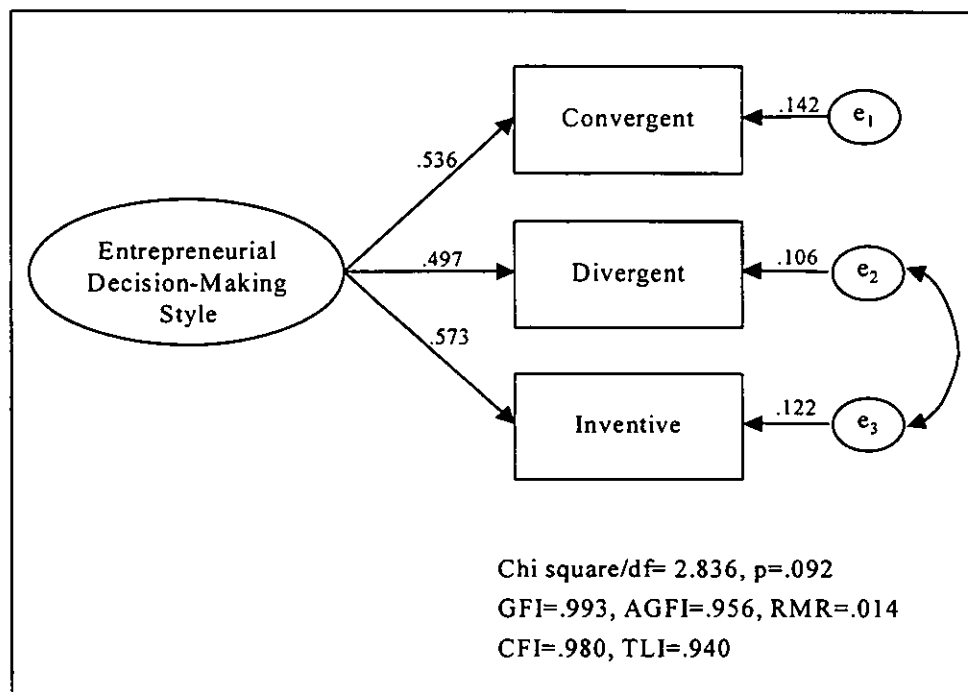 Convergent
.142
e1
.536
Entrepreneurial
Decision-Making
Style
.497
Divergent
.106
e2
.573
Inventive
.122
e3
Chi square/df= 2.836, p=.092
GFI=.993, AGFI=.956, RMR=.014
CFI=.980, TLI=.940